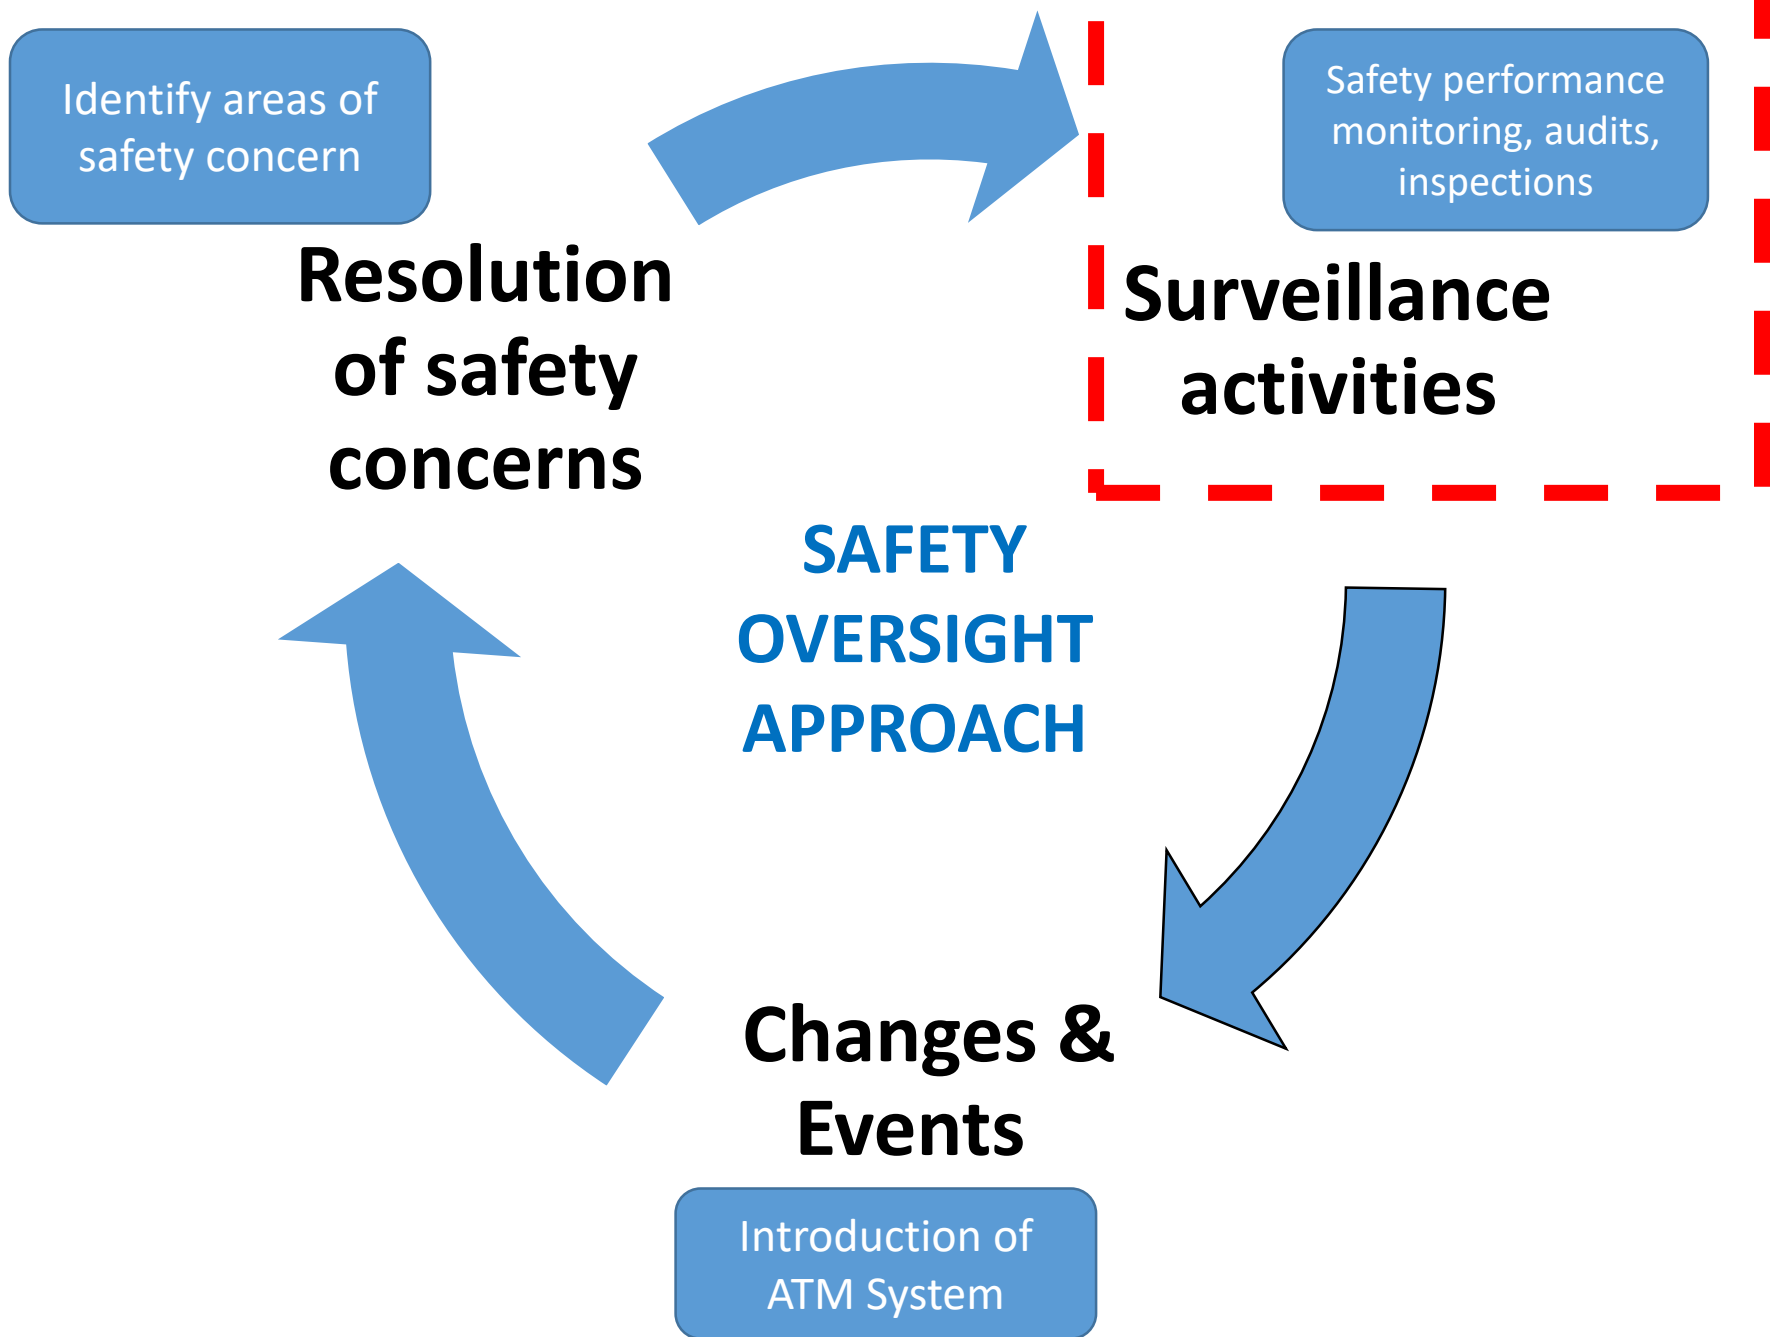 Identify areas of
safety concern
Resolution
of safety
concerns
Safety performance
monitoring, audits,
inspections
Surveillance
activities
SAFETY
OVERSIGHT
APPROACH
Changes &
Events
Introduction of
ATM System